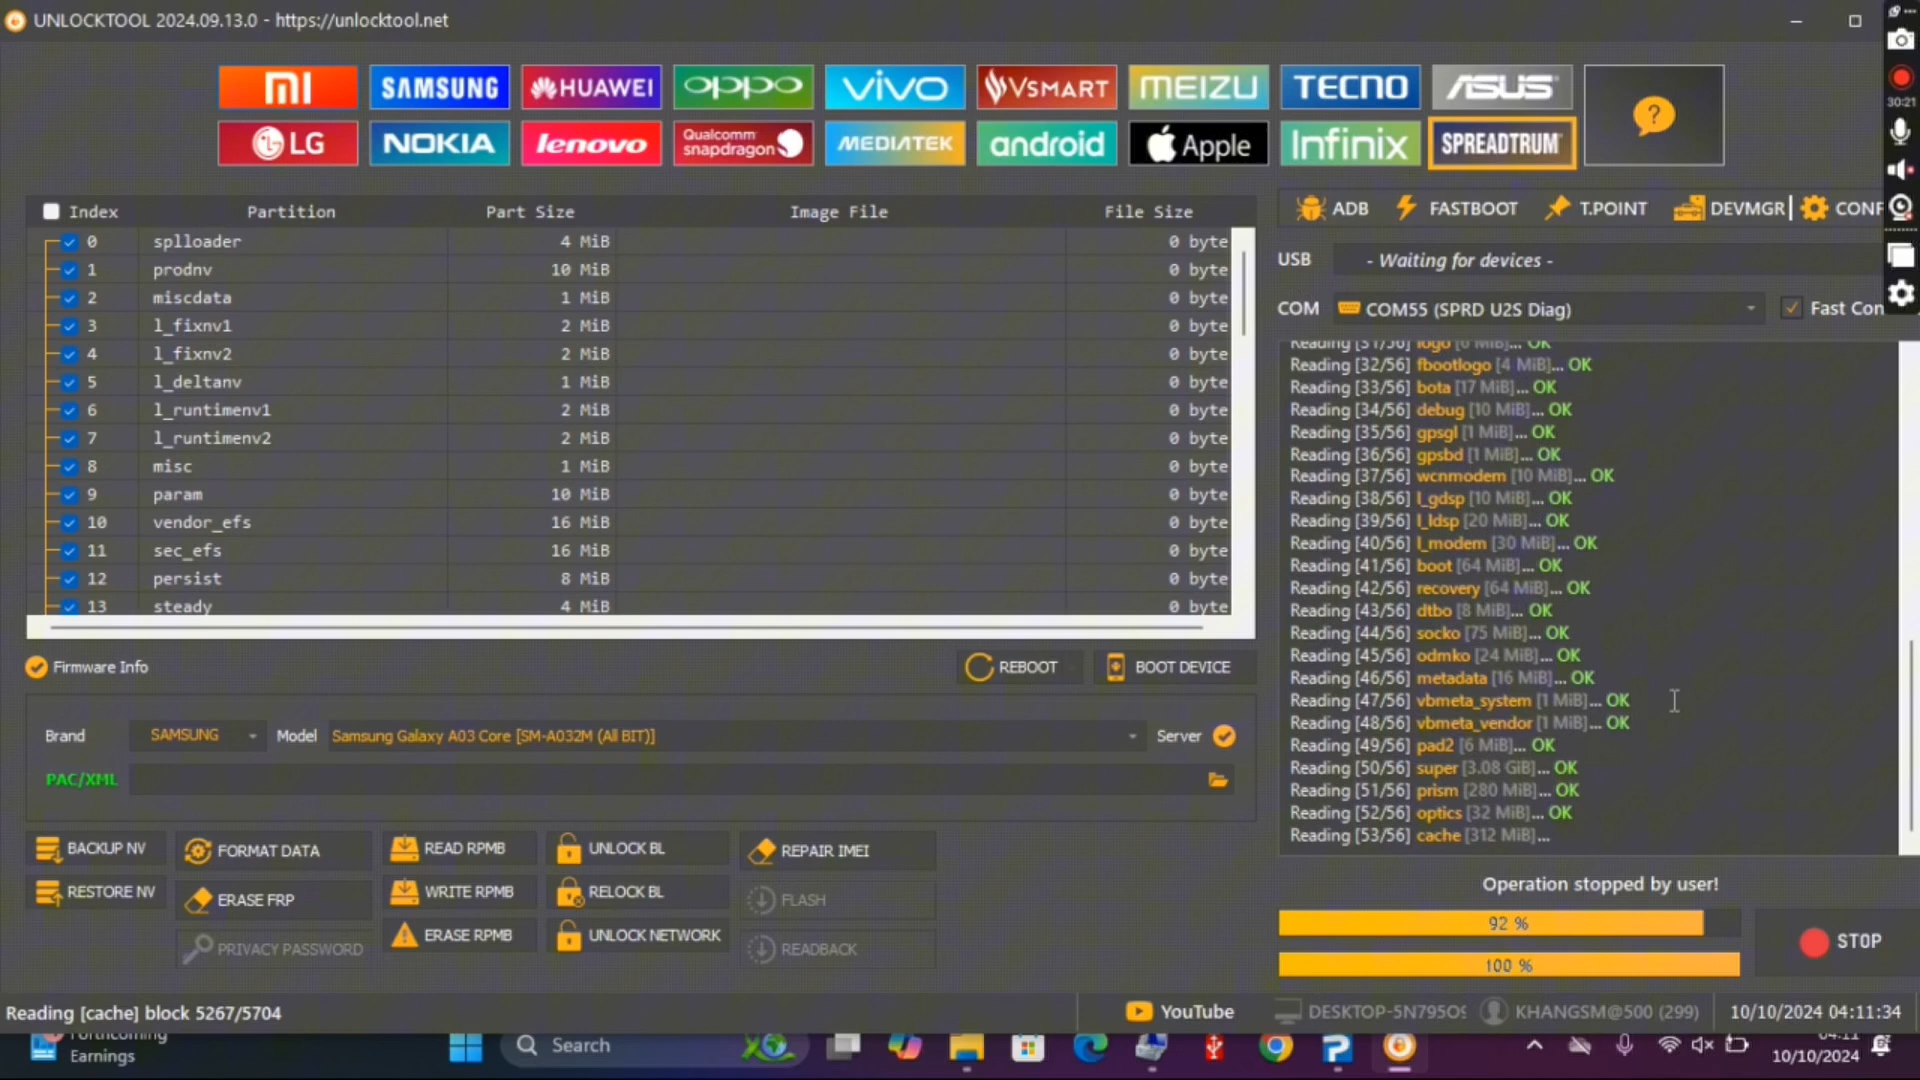 UNLOCKTOOL 2024.09.13.0 - https://unlocktool.net
mi SAMSUNG HUAWEI oppo vivo VSMART MEIZU TECNO ASUS ?
LG NOKIA lenovo Qualcomm snapdragon MEDIATEK android Apple Infinix SPREADTRUM
30:21
Index Partition Part Size Image File File Size
0 splloader 4 MiB 0 byte
1 prodnv 10 MiB 0 byte
2 miscdata 1 MiB 0 byte
3 l_fixnv1 2 MiB 0 byte
4 l_fixnv2 2 MiB 0 byte
5 l_deltanv 1 MiB 0 byte
6 l_runtimenv1 2 MiB 0 byte
7 l_runtimenv2 2 MiB 0 byte
8 misc 1 MiB 0 byte
9 param 10 MiB 0 byte
10 vendor_efs 16 MiB 0 byte
11 sec_efs 16 MiB 0 byte
12 persist 8 MiB 0 byte
13 steady 4 MiB 0 byte
Firmware Info REBOOT BOOT DEVICE
Brand SAMSUNG Model Samsung Galaxy A03 Core [SM-A032M (All BIT)] Server
PAC/XML
BACKUP NV FORMAT DATA READ RPMB UNLOCK BL REPAIR IMEI
RESTORE NV ERASE FRP WRITE RPMB RELOCK BL FLASH
PRIVACY PASSWORD ERASE RPMB UNLOCK NETWORK READBACK
ADB FASTBOOT T.POINT DEVMGR CONF
USB - Waiting for devices -
COM COM55 (SPRD U2S Diag) Fast Con
Reading [31/56] logo [6 MiB]... OK
Reading [32/56] fbootlogo [4 MiB]... OK
Reading [33/56] bota [17 MiB]... OK
Reading [34/56] debug [10 MiB]... OK
Reading [35/56] gpsgl [1 MiB]... OK
Reading [36/56] gpsbd [1 MiB]... OK
Reading [37/56] wcnmodem [10 MiB]... OK
Reading [38/56] l_gdsp [10 MiB]... OK
Reading [39/56] l_ldsp [20 MiB]... OK
Reading [40/56] l_modem [30 MiB]... OK
Reading [41/56] boot [64 MiB]... OK
Reading [42/56] recovery [64 MiB]... OK
Reading [43/56] dtbo [8 MiB]... OK
Reading [44/56] socko [75 MiB]... OK
Reading [45/56] odmko [24 MiB]... OK
Reading [46/56] metadata [16 MiB]... OK
Reading [47/56] vbmeta_system [1 MiB]... OK
Reading [48/56] vbmeta_vendor [1 MiB]... OK
Reading [49/56] pad2 [6 MiB]... OK
Reading [50/56] super [3.08 GiB]... OK
Reading [51/56] prism [280 MiB]... OK
Reading [52/56] optics [32 MiB]... OK
Reading [53/56] cache [312 MiB]...
Operation stopped by user!
92 %
100 %
STOP
Reading [cache] block 5267/5704 YouTube DESKTOP-5N795O KHANGSM@500 (299) 10/10/2024 04:11:34
Forthcoming
Earnings
Search
04:11
10/10/2024